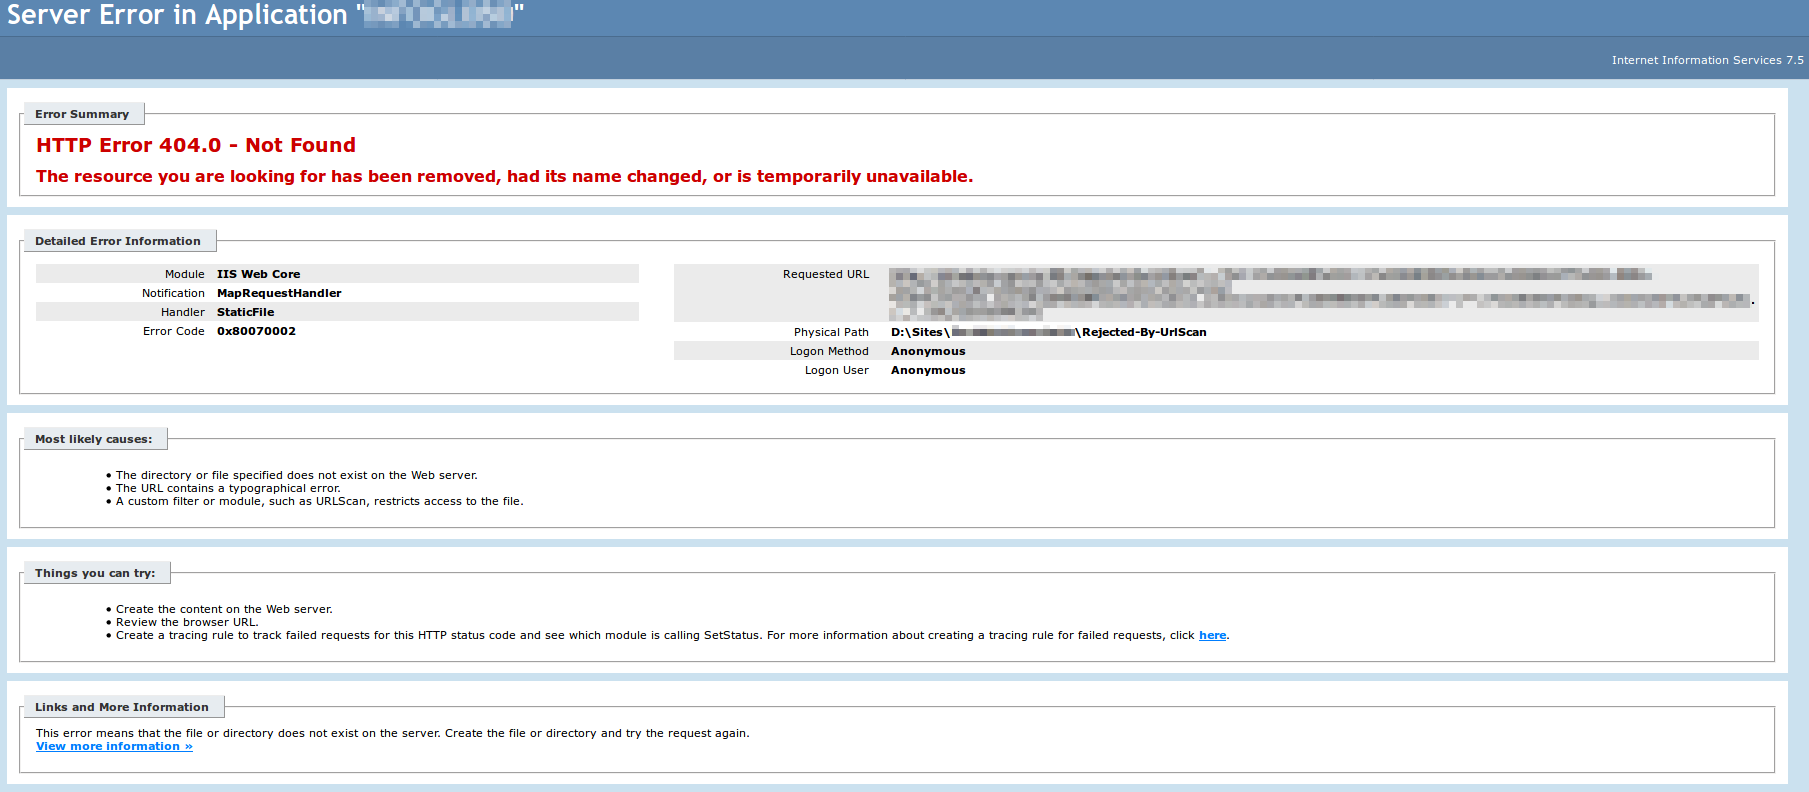 Server Error in Application " "
Internet Information Services 7.5
Error Summary
HTTP Error 404.0 - Not Found
The resource you are looking for has been removed, had its name changed, or is temporarily unavailable.
Detailed Error Information
Module IIS Web Core
Notification MapRequestHandler
Handler StaticFile
Error Code 0x80070002
Requested URL
Physical Path D:\Sites\ \Rejected-By-UrlScan
Logon Method Anonymous
Logon User Anonymous
Most likely causes:
• The directory or file specified does not exist on the Web server.
• The URL contains a typographical error.
• A custom filter or module, such as URLScan, restricts access to the file.
Things you can try:
• Create the content on the Web server.
• Review the browser URL.
• Create a tracing rule to track failed requests for this HTTP status code and see which module is calling SetStatus. For more information about creating a tracing rule for failed requests, click here.
Links and More Information
This error means that the file or directory does not exist on the server. Create the file or directory and try the request again.
View more information »